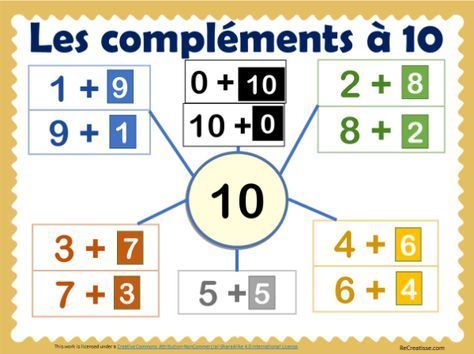 Les compléments à 10
1 + 9
9 + 1
0 + 10
10 + 0
2 + 8
8 + 2
10
3 + 7
7 + 3
5 + 5
4 + 6
6 + 4
This work is licensed under a Creative Commons Attribution-NonCommercial-ShareAlike 4.0 International License.
ReCreatisse.com